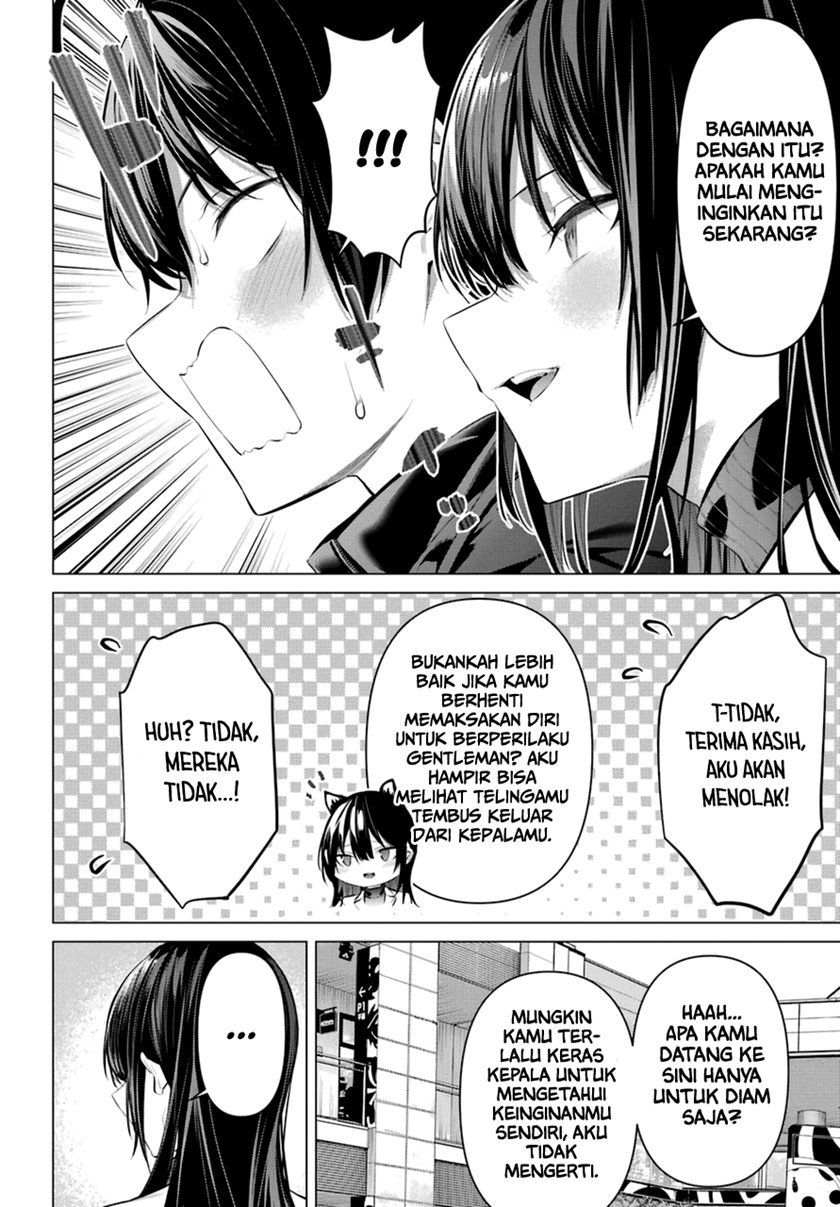 BAGAIMANA
DENGAN ITU?
APAKAH KAMU
MULAI MENG-
INGINKAN ITU
SEKARANG?
!!!
T-TIDAK,
TERIMA KASIH,
AKU AKAN
MENOLAK!
BUKANKAH LEBIH
BAIK JIKA KAMU
BERHENTI
MEMAKSAKAN DIRI
UNTUK BERPERILAKU
GENTLEMAN? AKU
HAMPIR BISA
MELIHAT TELINGAMU
TEMBUS KELUAR
DARI KEPALAMU.
HUH? TIDAK,
MEREKA
TIDAK...!
HAAH...
APA KAMU
DATANG KE
SINI HANYA
UNTUK DIAM
SAJA?
MUNGKIN
KAMU TER-
LALU KERAS
KEPALA UNTUK
MENGETAHUI
KEINGINANMU
SENDIRI, AKU
TIDAK
MENGERTI.
...